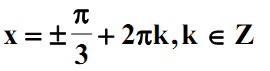 x = ± π/3 + 2πk, k ∈ Z